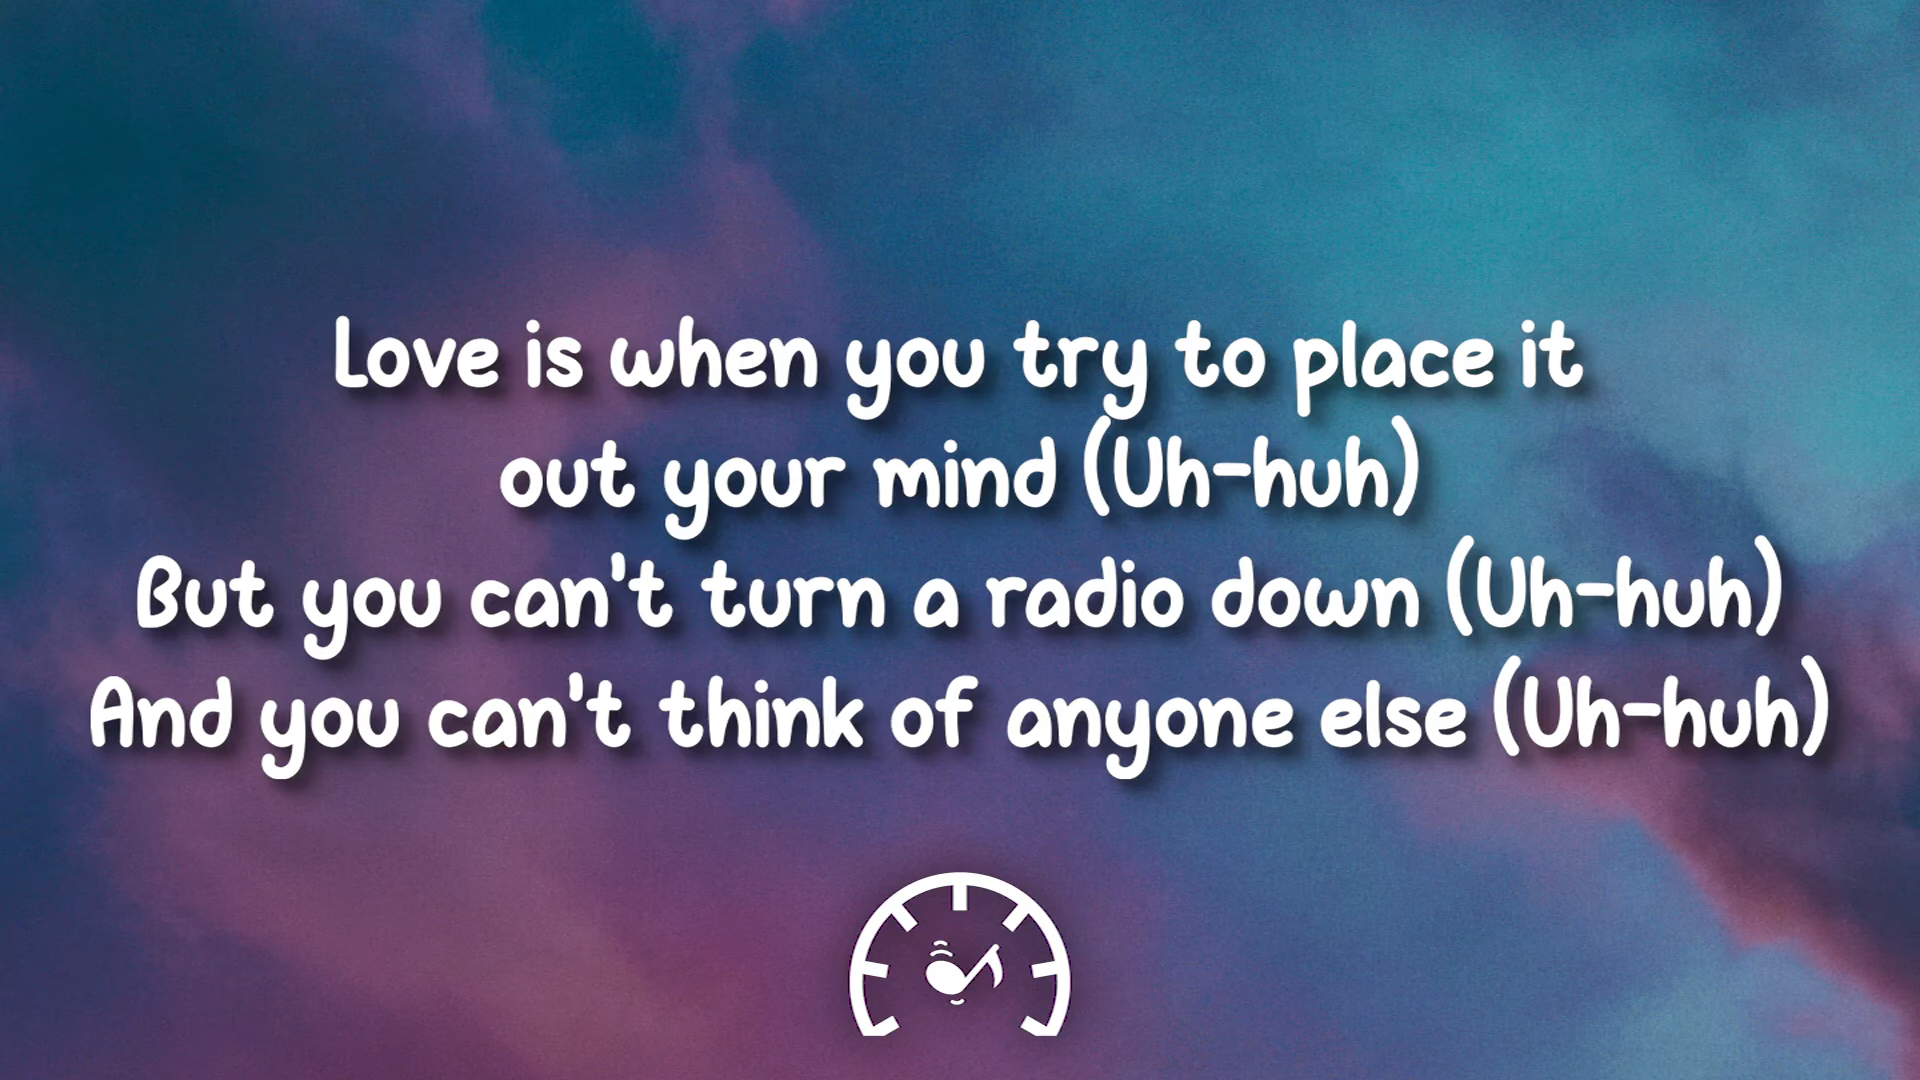 Love is when you try to place it
out your mind (Uh-huh)
But you can't turn a radio down (Uh-huh)
And you can't think of anyone else (Uh-huh)